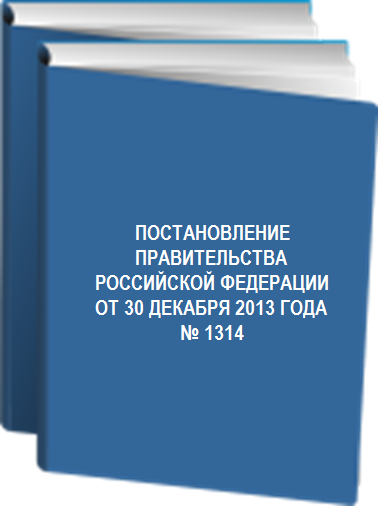 ПОСТАНОВЛЕНИЕ
ПРАВИТЕЛЬСТВА
РОССИЙСКОЙ ФЕДЕРАЦИИ
ОТ 30 ДЕКАБРЯ 2013 ГОДА
№ 1314